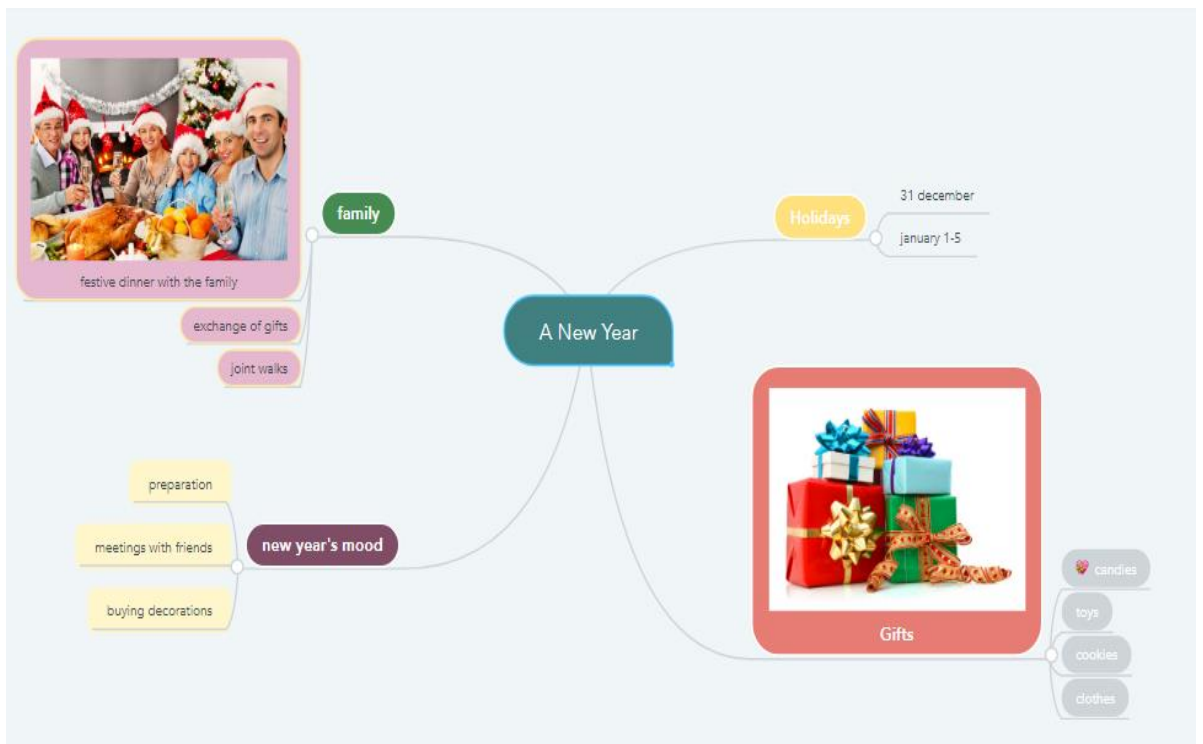 A New Year
family
festive dinner with the family
exchange of gifts
joint walks
new year's mood
preparation
meetings with friends
buying decorations
Holidays
31 december
january 1-5
Gifts
candies
toys
cookies
clothes